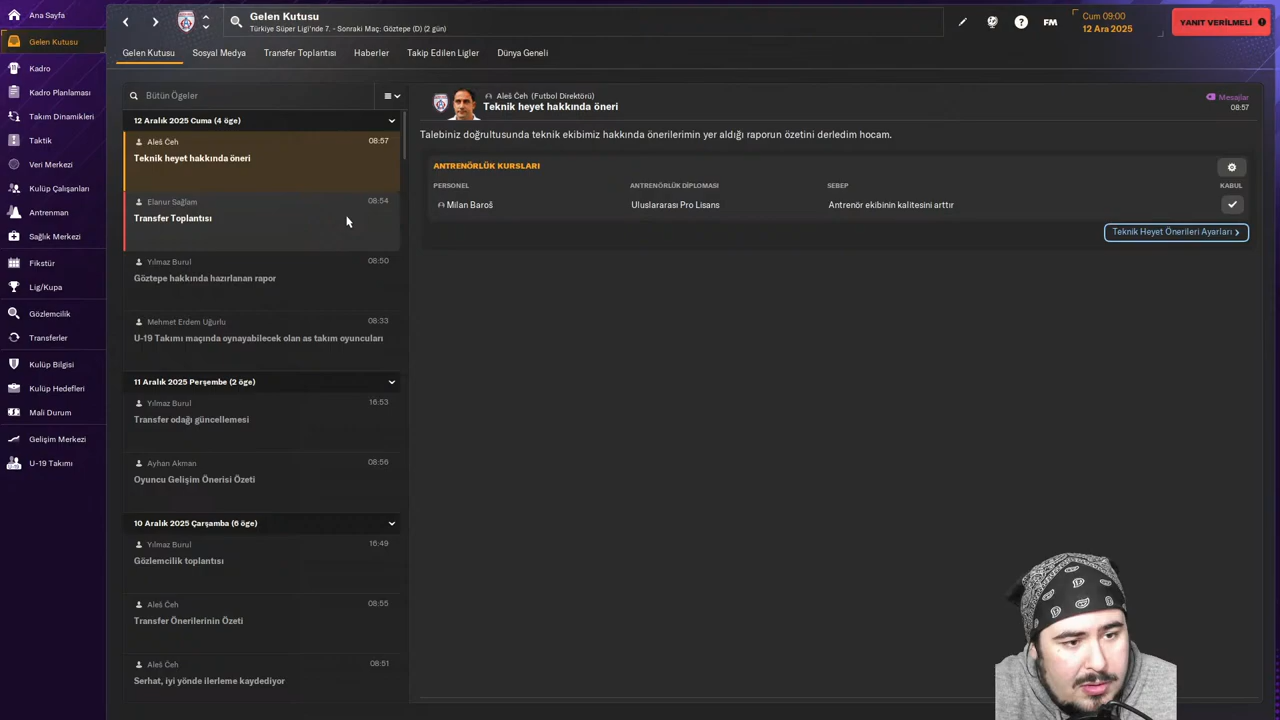 Ana Sayfa
Gelen Kutusu
Kadro
Kadro Planlaması
Takım Dinamikleri
Taktik
Veri Merkezi
Kulüp Çalışanları
Antrenman
Sağlık Merkezi
Fikstür
Lig/Kupa
Gözlemcilik
Transferler
Kulüp Bilgisi
Kulüp Hedefleri
Mali Durum
Gelişim Merkezi
U-19 Takımı
Gelen Kutusu
Türkiye Süper Ligi'nde 7. - Sonraki Maç: Göztepe (D) (2 gün)
FM
Cum 09:00
12 Ara 2025
YANIT VERİLMELİ
Gelen Kutusu Sosyal Medya Transfer Toplantısı Haberler Takip Edilen Ligler Dünya Geneli
Bütün Ögeler
12 Aralık 2025 Cuma (4 öge)
Aleš Čeh 08:57
Teknik heyet hakkında öneri
Elanur Sağlam 08:54
Transfer Toplantısı
Yılmaz Burul 08:50
Göztepe hakkında hazırlanan rapor
Mehmet Erdem Uğurlu 08:33
U-19 Takımı maçında oynayabilecek olan as takım oyuncuları
11 Aralık 2025 Perşembe (2 öge)
Yılmaz Burul 16:53
Transfer odağı güncellemesi
Ayhan Akman 08:56
Oyuncu Gelişim Önerisi Özeti
10 Aralık 2025 Çarşamba (6 öge)
Yılmaz Burul 16:49
Gözlemcilik toplantısı
Aleš Čeh 08:55
Transfer Önerilerinin Özeti
Aleš Čeh 08:51
Serhat, iyi yönde ilerleme kaydediyor
Aleš Čeh (Futbol Direktörü)
Teknik heyet hakkında öneri
Mesajlar
08:57
Talebiniz doğrultusunda teknik ekibimiz hakkında önerilerimin yer aldığı raporun özetini derledim hocam.
ANTRENÖRLÜK KURSLARI
PERSONEL ANTRENÖRLÜK DİPLOMASI SEBEP KABUL
Milan Baroš Uluslararası Pro Lisans Antrenör ekibinin kalitesini arttır
Teknik Heyet Önerileri Ayarları